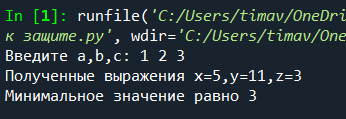 In [1]: runfile('C:/Users/timav/OneDri
к защите.py', wdir='C:/Users/timav/One
Введите a,b,c: 1 2 3
Полученные выражения x=5,y=11,z=3
Минимальное значение равно 3